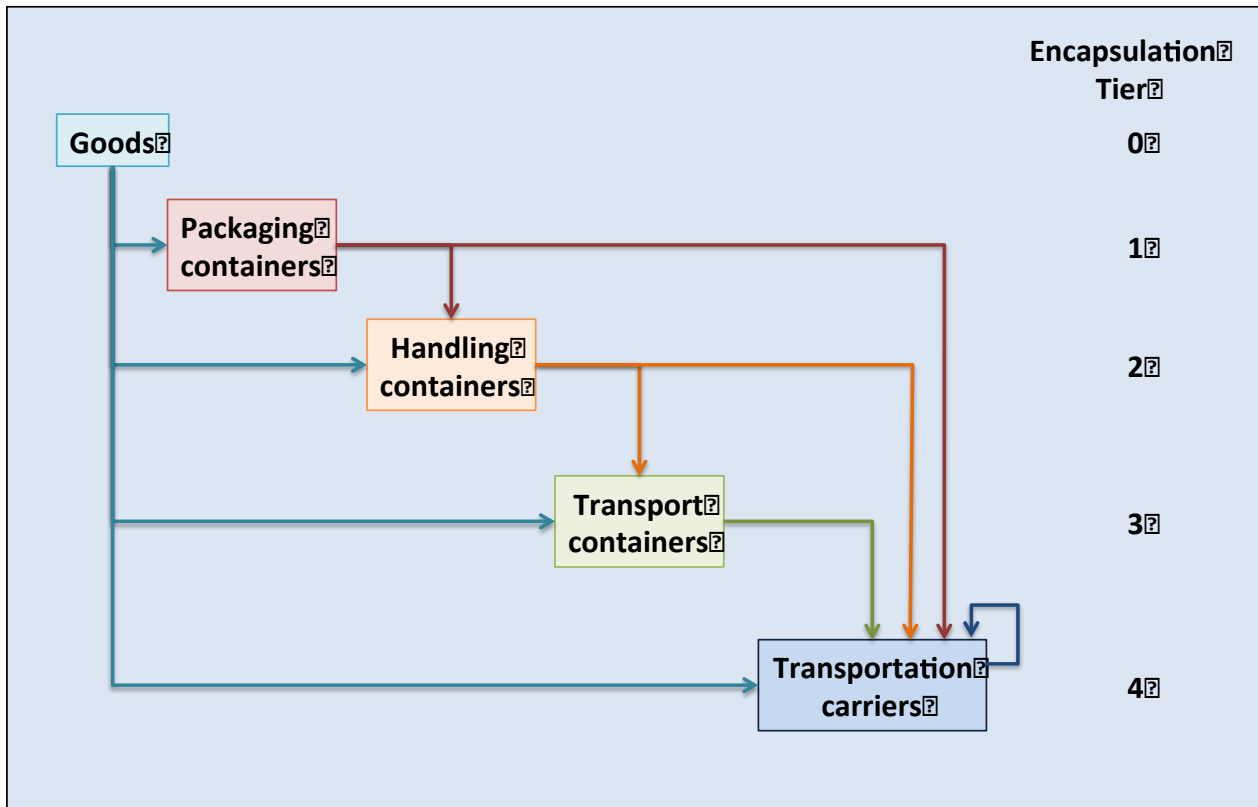 Encapsulation
Tier
Goods
0
Packaging
containers
1
Handling
containers
2
Transport
containers
3
Transportation
carriers
4